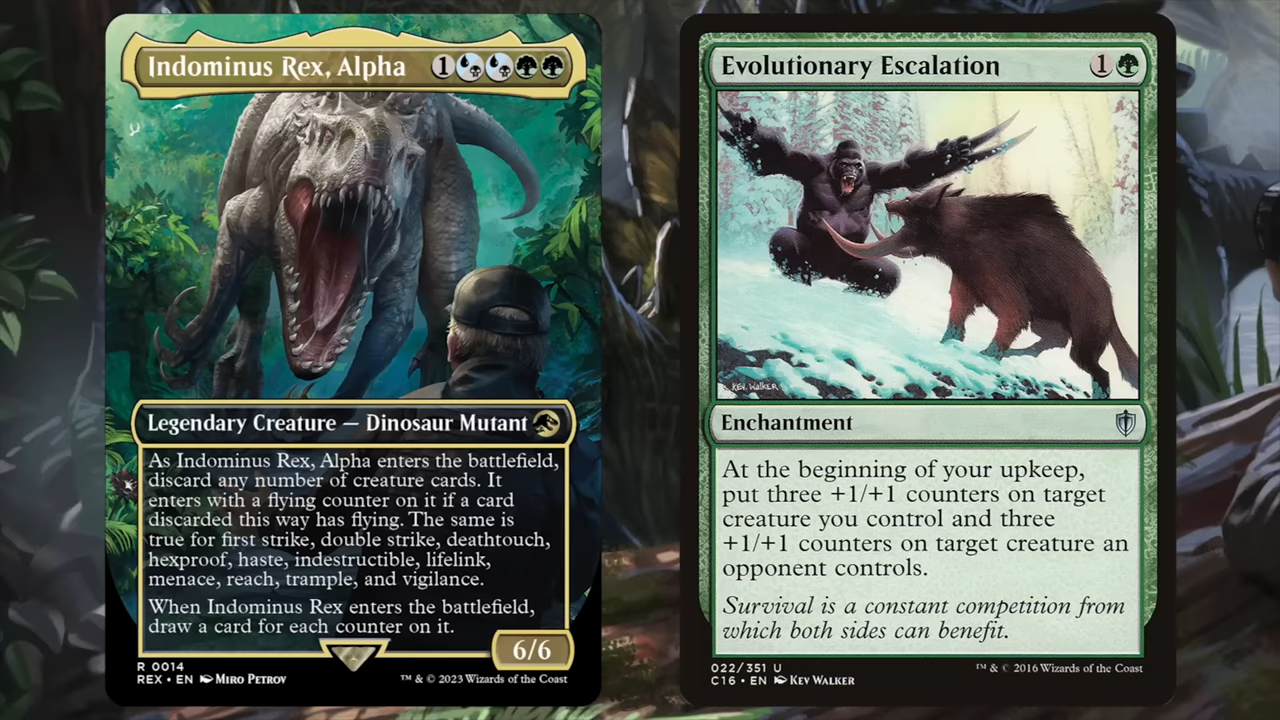 Indominus Rex, Alpha 1
Legendary Creature — Dinosaur Mutant
As Indominus Rex, Alpha enters the battlefield,
discard any number of creature cards. It
enters with a flying counter on it if a card
discarded this way has flying. The same is
true for first strike, double strike, deathtouch,
hexproof, haste, indestructible, lifelink,
menace, reach, trample, and vigilance.
When Indominus Rex enters the battlefield,
draw a card for each counter on it.
6/6
R 0014
REX • EN Miro Petrov
™ & © 2023 Wizards of the Coast
Evolutionary Escalation 1
Kev Walker
Enchantment
At the beginning of your upkeep,
put three +1/+1 counters on target
creature you control and three
+1/+1 counters on target creature an
opponent controls.
Survival is a constant competition from
which both sides can benefit.
022/351 U
C16 • EN Kev Walker
™ & © 2016 Wizards of the Coast